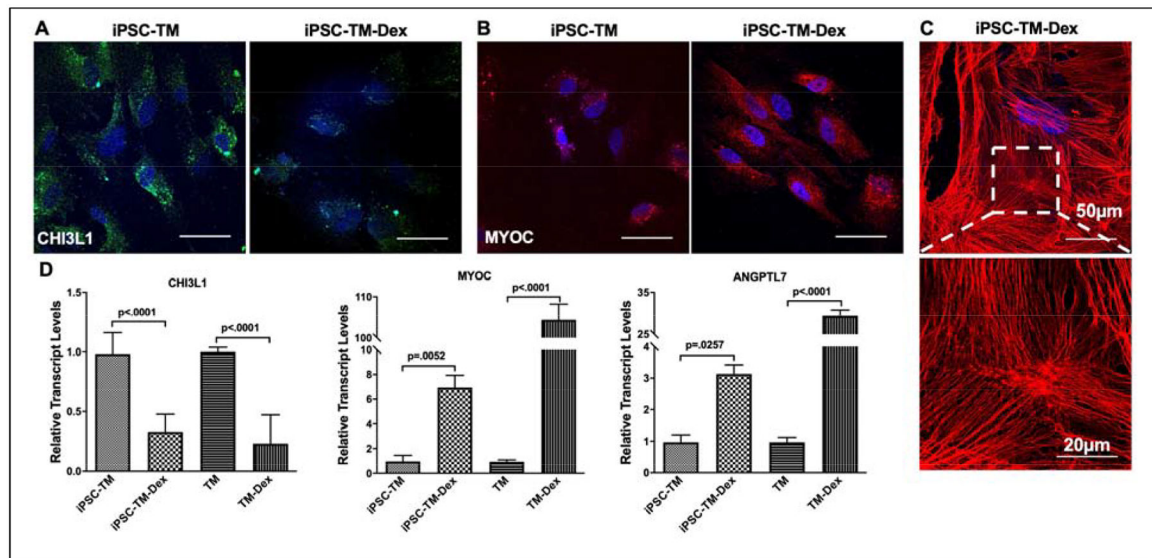 A
iPSC-TM
iPSC-TM-Dex
CHI3L1
B
iPSC-TM
iPSC-TM-Dex
MYOC
C
iPSC-TM-Dex
50μm
20μm
D
CHI3L1
Relative Transcript Levels
1.5
1.0
0.5
0.0
p<.0001
p<.0001
iPSC-TM
iPSC-TM-Dex
TM
TM-Dex
MYOC
Relative Transcript Levels
110
100
10
8
6
4
2
0
p=.0052
p<.0001
iPSC-TM
iPSC-TM-Dex
TM
TM-Dex
ANGPTL7
Relative Transcript Levels
35
25
4
3
2
1
0
p=.0257
p<.0001
iPSC-TM
iPSC-TM-Dex
TM
TM-Dex